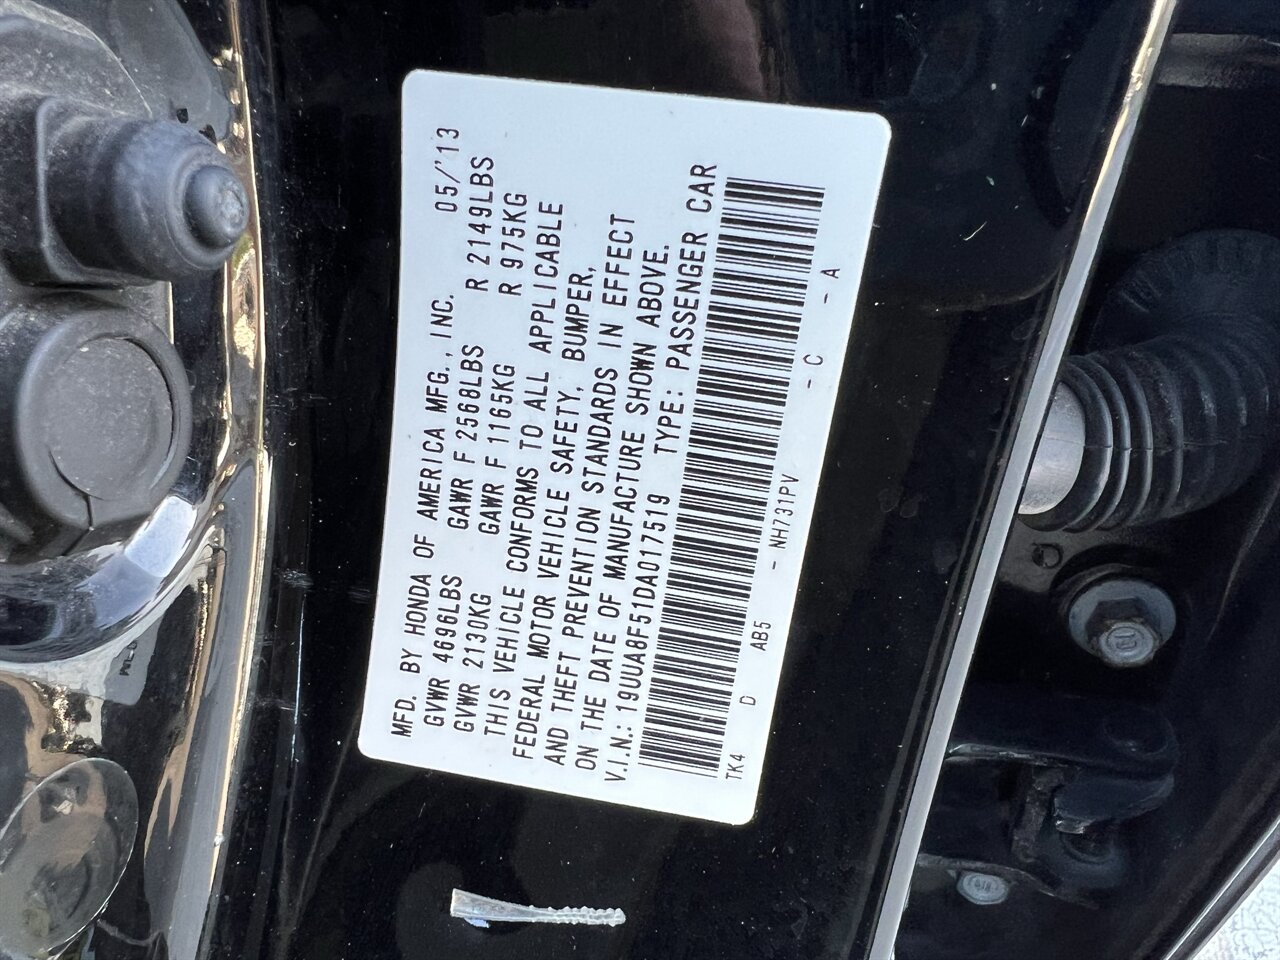 MFD. BY HONDA OF AMERICA MFG., INC. 05/'13
GVWR 4696LBS GAWR F 2568LBS R 2149LBS
GVWR 2130KG GAWR F 1165KG R 975KG
THIS VEHICLE CONFORMS TO ALL APPLICABLE
FEDERAL MOTOR VEHICLE SAFETY, BUMPER,
AND THEFT PREVENTION STANDARDS IN EFFECT
ON THE DATE OF MANUFACTURE SHOWN ABOVE.
V.I.N.: 19UUA8F51DA017519 TYPE: PASSENGER CAR
TK4 D AB5 - NH731PV - C - A